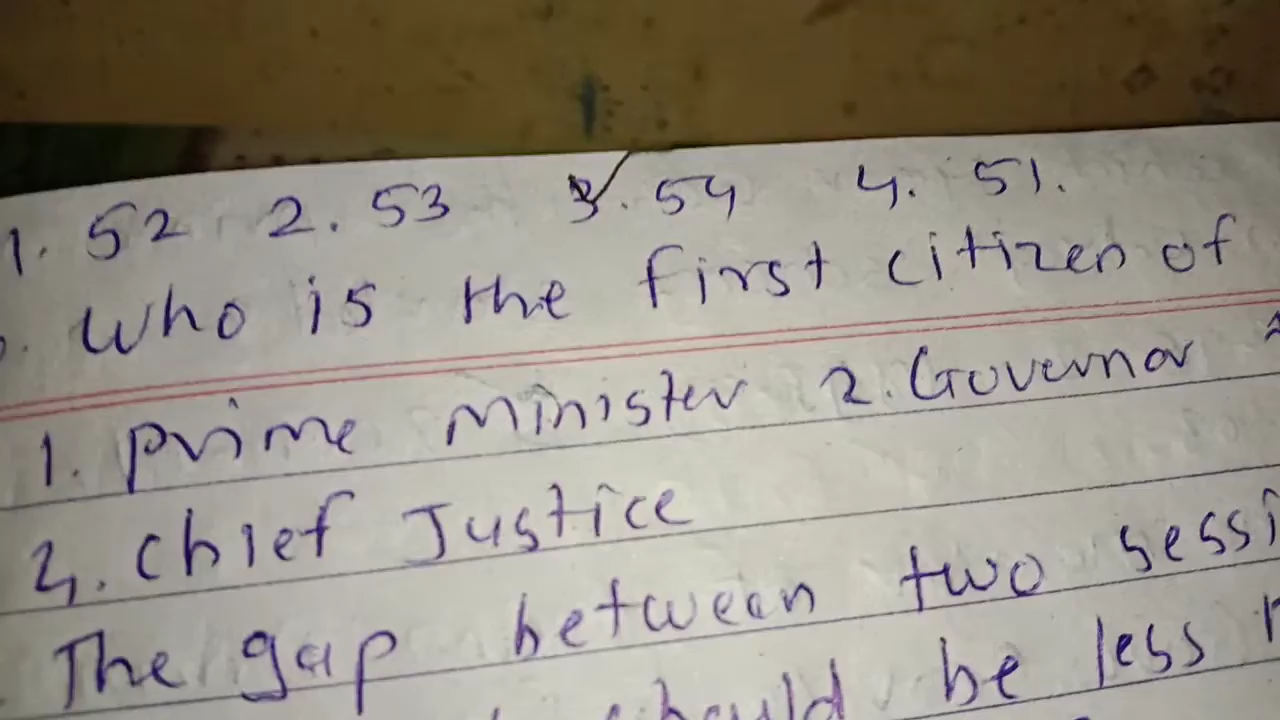 1. 52 2. 53 3. 54 4. 51.
. Who is the first citizen of
1. Prime Minister 2. Governor
4. Chief Justice
The gap between two sessi
should be less